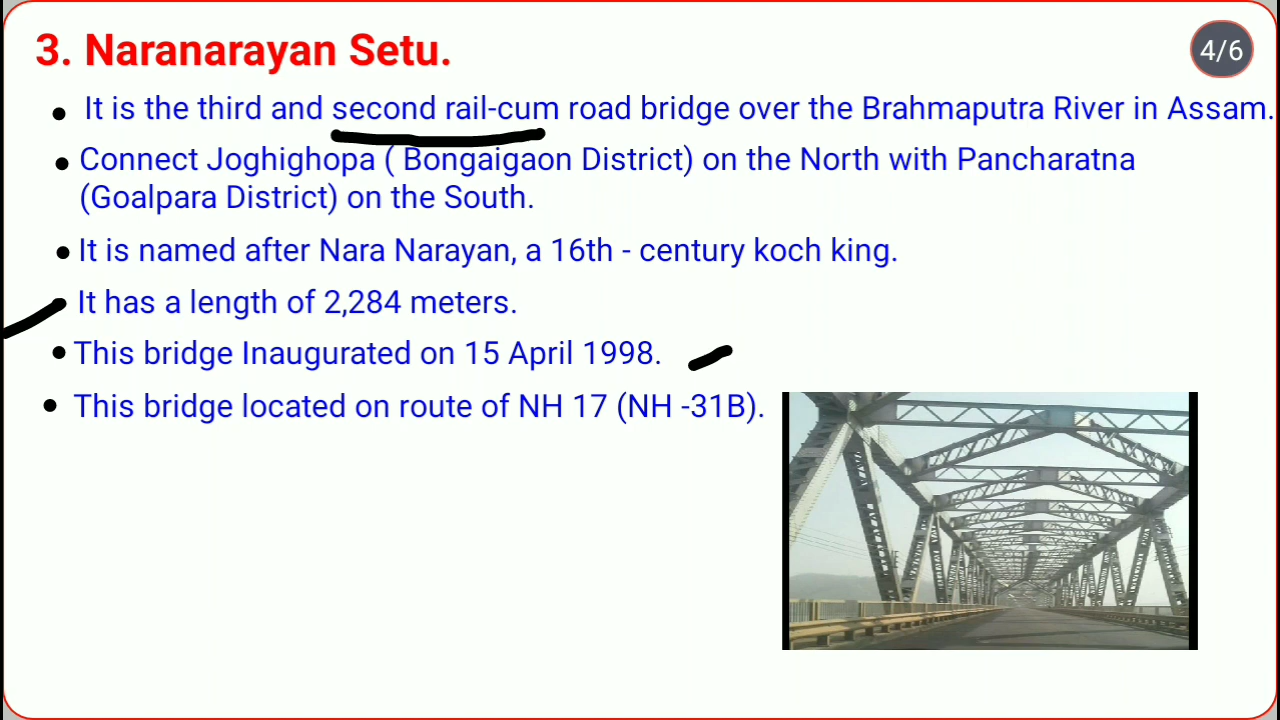 3. Naranarayan Setu.
4/6
• It is the third and second rail-cum road bridge over the Brahmaputra River in Assam.
• Connect Joghighopa ( Bongaigaon District) on the North with Pancharatna
(Goalpara District) on the South.
• It is named after Nara Narayan, a 16th - century koch king.
It has a length of 2,284 meters.
• This bridge Inaugurated on 15 April 1998.
• This bridge located on route of NH 17 (NH -31B).